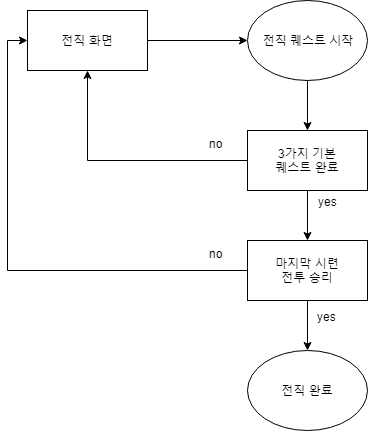 전직 화면
전직 퀘스트 시작
no
3가지 기본
퀘스트 완료
yes
no
마지막 시련
전투 승리
yes
전직 완료